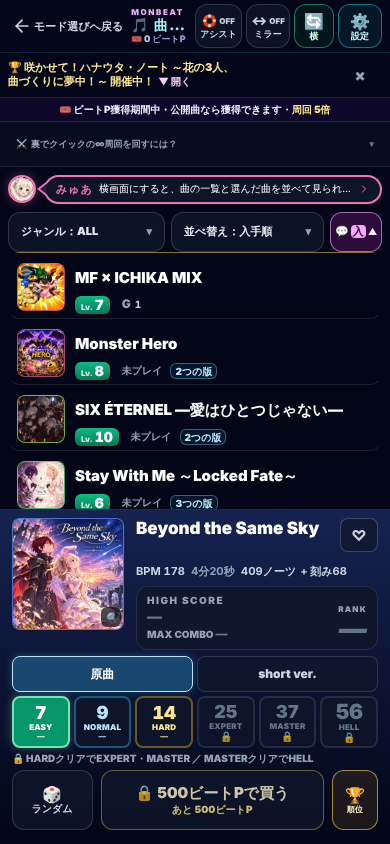 ← モード選びへ戻る
MONBEAT
🎵 曲…
🎟 0 ビートP
🛟 OFF
アシスト
↔ OFF
ミラー
🔄
横
⚙️
設定
🏆 咲かせて！ハナウタ・ノート ～花の3人、
曲づくりに夢中！～ 開催中！ ▼ 開く
✖
🎟 ビートP獲得期間中・公開曲なら獲得できます・周回 5倍
⚔️ 裏でクイックの∞周回を回すには？ ▼
みゅあ 横画面にすると、曲の一覧と選んだ曲を並べて見られ… ›
ジャンル：ALL ▼
並べ替え：入手順 ▼
💬 入 ▲
MF × ICHIKA MIX
Lv. 7 G 1
Monster Hero
MONSTER HERO
Lv. 8 未プレイ 2つの版
SIX ÉTERNEL —愛はひとつじゃない—
Lv. 10 未プレイ 2つの版
Stay With Me ～Locked Fate～
Lv. 6 未プレイ 3つの版
Beyond the Same Sky
Beyond the Same Sky
♡
BPM 178 4分20秒 409ノーツ + 刻み68
HIGH SCORE
—
MAX COMBO —
RANK
—
原曲
short ver.
7
EASY
—
9
NORMAL
—
14
HARD
—
25
EXPERT
🔒
37
MASTER
🔒
56
HELL
🔒
🔒 HARDクリアでEXPERT・MASTER ／ MASTERクリアでHELL
🎲
ランダム
🔒 500ビートPで買う
あと 500ビートP
🏆
順位